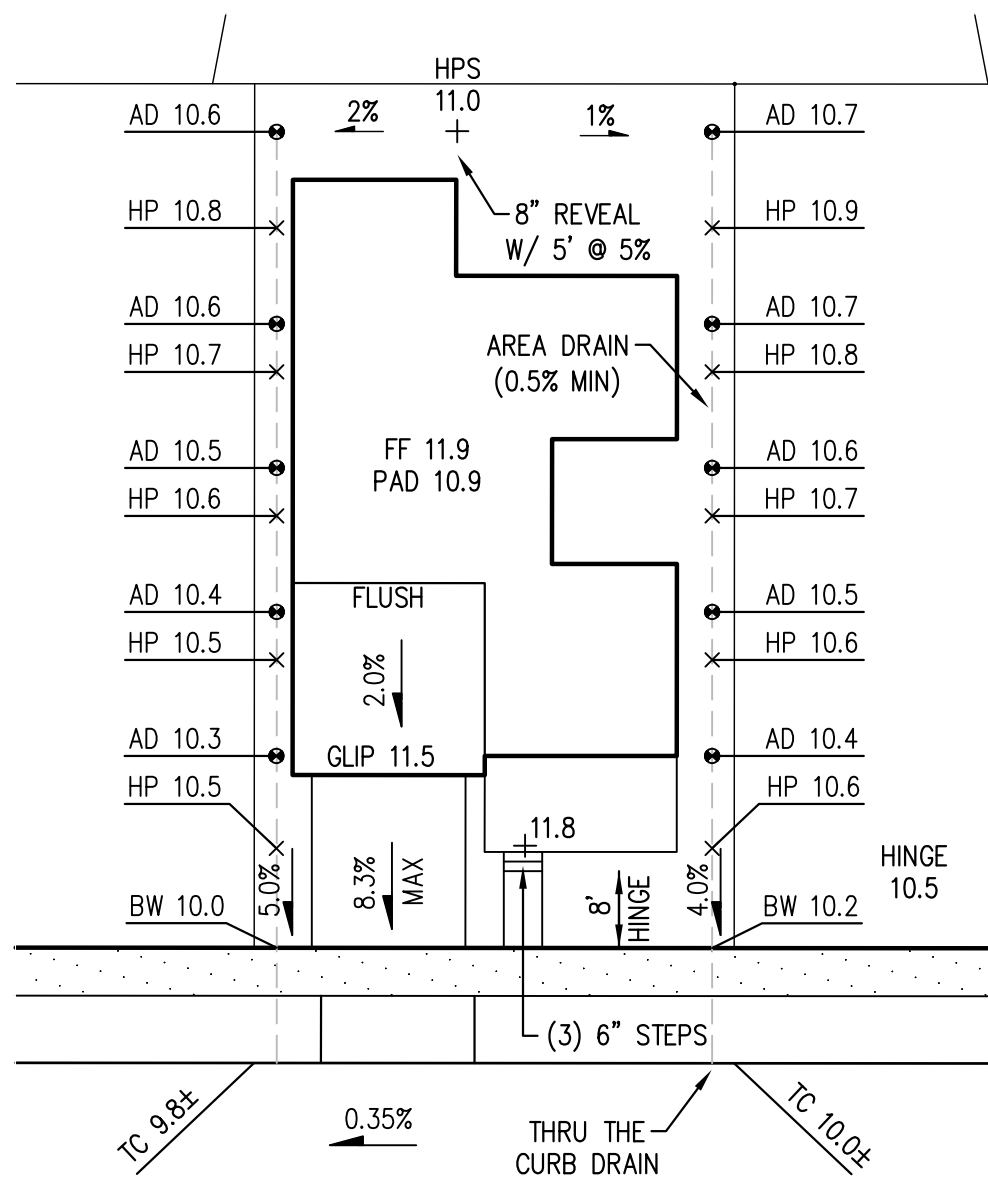 HPS
11.0
AD 10.6
2%
1%
AD 10.7
HP 10.8
8" REVEAL
W/ 5' @ 5%
HP 10.9
AD 10.6
AD 10.7
HP 10.7
AREA DRAIN
(0.5% MIN)
HP 10.8
AD 10.5
FF 11.9
PAD 10.9
AD 10.6
HP 10.6
HP 10.7
AD 10.4
FLUSH
AD 10.5
HP 10.5
2.0%
HP 10.6
AD 10.3
GLIP 11.5
AD 10.4
HP 10.5
11.8
HP 10.6
HINGE
10.5
BW 10.0
5.0%
8.3%
MAX
8'
HINGE
4.0%
BW 10.2
(3) 6" STEPS
TC 9.8±
0.35%
THRU THE
CURB DRAIN
TC 10.0±